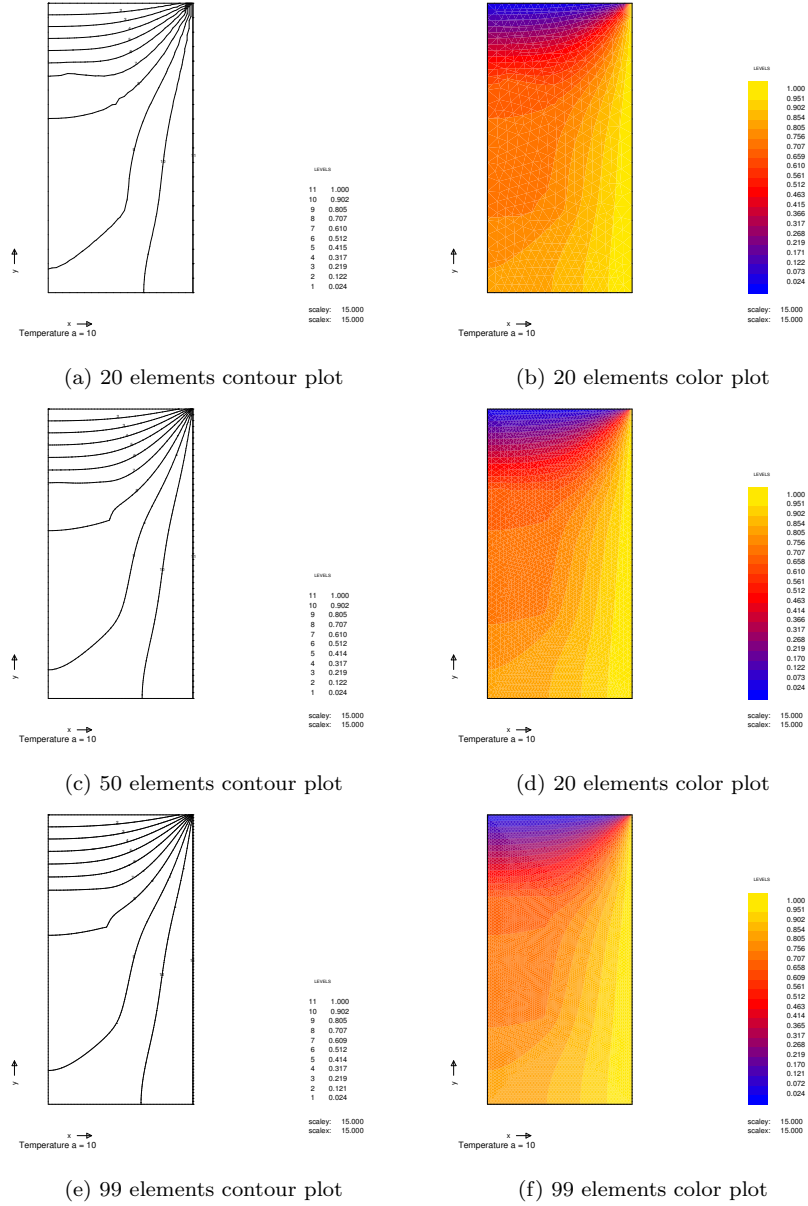 LEVELS
11 1.000
10 0.902
9 0.805
8 0.707
7 0.610
6 0.512
5 0.415
4 0.317
3 0.219
2 0.122
1 0.024
scaley: 15.000
scalex: 15.000
y
x
Temperature a = 10
(a) 20 elements contour plot
LEVELS
1.000
0.951
0.902
0.854
0.805
0.756
0.707
0.659
0.610
0.561
0.512
0.463
0.415
0.366
0.317
0.268
0.219
0.171
0.122
0.073
0.024
scaley: 15.000
scalex: 15.000
y
x
Temperature a = 10
(b) 20 elements color plot
LEVELS
11 1.000
10 0.902
9 0.805
8 0.707
7 0.610
6 0.512
5 0.414
4 0.317
3 0.219
2 0.122
1 0.024
scaley: 15.000
scalex: 15.000
y
x
Temperature a = 10
(c) 50 elements contour plot
LEVELS
1.000
0.951
0.902
0.854
0.805
0.756
0.707
0.658
0.610
0.561
0.512
0.463
0.414
0.366
0.317
0.268
0.219
0.170
0.122
0.073
0.024
scaley: 15.000
scalex: 15.000
y
x
Temperature a = 10
(d) 20 elements color plot
LEVELS
11 1.000
10 0.902
9 0.805
8 0.707
7 0.609
6 0.512
5 0.414
4 0.317
3 0.219
2 0.121
1 0.024
scaley: 15.000
scalex: 15.000
y
x
Temperature a = 10
(e) 99 elements contour plot
LEVELS
1.000
0.951
0.902
0.854
0.805
0.756
0.707
0.658
0.609
0.561
0.512
0.463
0.414
0.365
0.317
0.268
0.219
0.170
0.121
0.073
0.024
scaley: 15.000
scalex: 15.000
y
x
Temperature a = 10
(f) 99 elements color plot